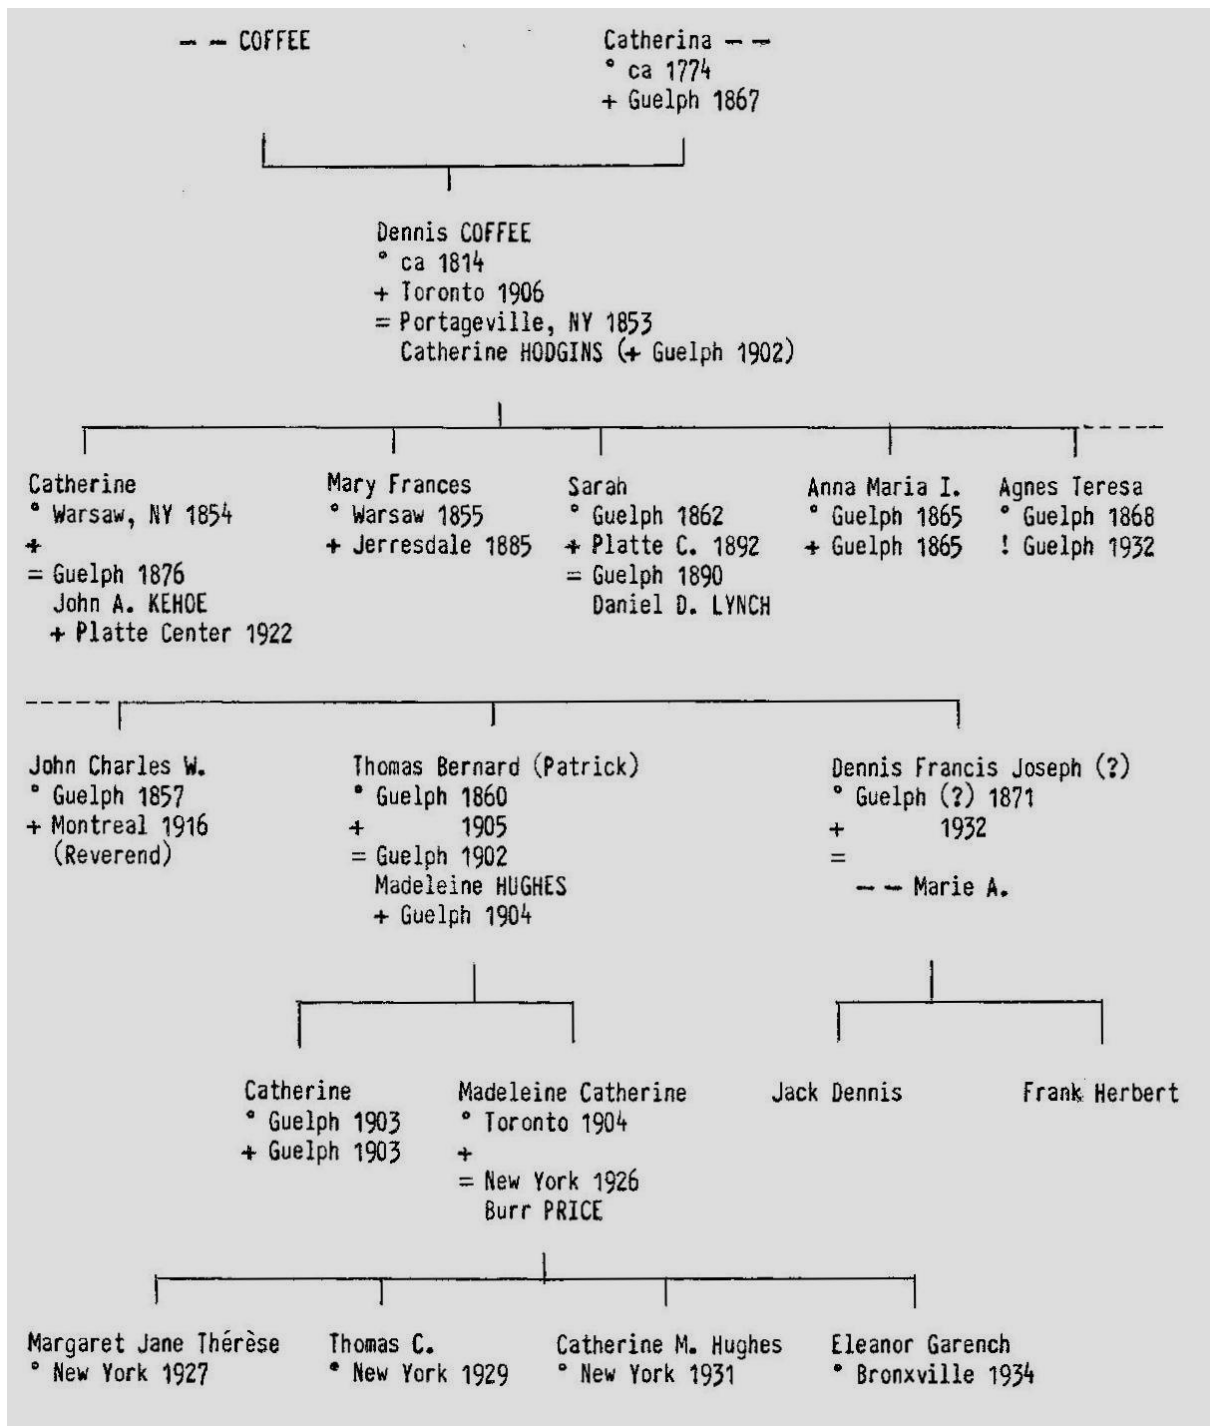 -- COFFEE
Catherina --
° ca 1774
+ Guelph 1867
Dennis COFFEE
° ca 1814
+ Toronto 1906
= Portageville, NY 1853
Catherine HODGINS (+ Guelph 1902)
Catherine
° Warsaw, NY 1854
+
= Guelph 1876
John A. KEHOE
+ Platte Center 1922
Mary Frances
° Warsaw 1855
+ Jerresdale 1885
Sarah
° Guelph 1862
+ Platte C. 1892
= Guelph 1890
Daniel D. LYNCH
Anna Maria I.
° Guelph 1865
+ Guelph 1865
Agnes Teresa
° Guelph 1868
! Guelph 1932
John Charles W.
° Guelph 1857
+ Montreal 1916
(Reverend)
Thomas Bernard (Patrick)
° Guelph 1860
+ 1905
= Guelph 1902
Madeleine HUGHES
+ Guelph 1904
Dennis Francis Joseph (?)
° Guelph (?) 1871
+ 1932
=
-- Marie A.
Catherine
° Guelph 1903
+ Guelph 1903
Madeleine Catherine
° Toronto 1904
+
= New York 1926
Burr PRICE
Jack Dennis
Frank Herbert
Margaret Jane Thérèse
° New York 1927
Thomas C.
° New York 1929
Catherine M. Hughes
° New York 1931
Eleanor Garench
° Bronxville 1934